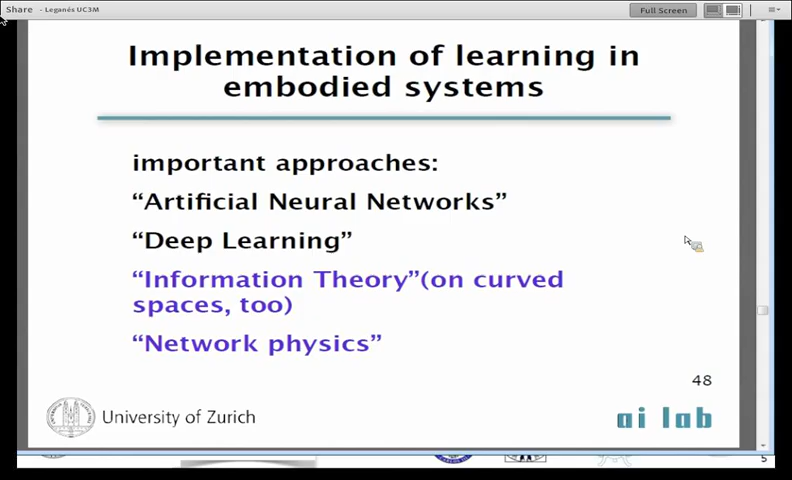 Share - Leganés UC3M
Full Screen
Implementation of learning in
embodied systems
important approaches:
“Artificial Neural Networks”
“Deep Learning”
“Information Theory”(on curved
spaces, too)
“Network physics”
48
University of Zurich
ai lab
5